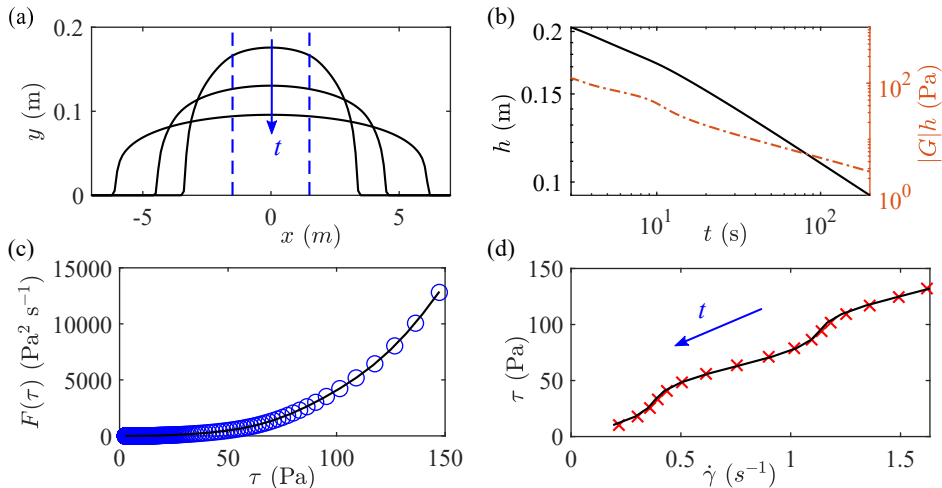 (a)
0.2
0.1
0
y (m)
-5
0
5
x (m)
t
(b)
0.2
0.15
0.1
h (m)
10^1
10^2
t (s)
10^2
10^0
|G|h (Pa)
(c)
15000
10000
5000
0
F(τ) (Pa^2 s^-1)
0
50
100
150
τ (Pa)
(d)
150
100
50
0
τ (Pa)
0
0.5
1
1.5
γ̇ (s^-1)
t